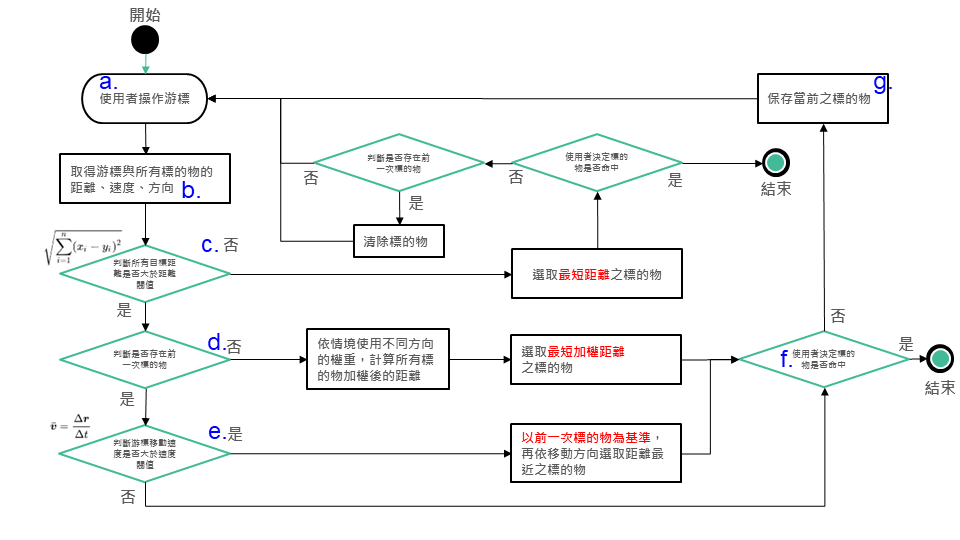 開始
a.
使用者操作游標
g.
保存當前之標的物
取得游標與所有標的物的
距離、速度、方向
b.
判斷是否存在前
一次標的物
否
是
使用者決定標的
物是否命中
否
是
結束
清除標的物
c.
否
\sqrt{\sum_{i=1}^{n}(x_i - y_i)^2}
判斷所有目標距
離是否大於距離
閾值
是
選取最短距離之標的物
d.
否
判斷是否存在前
一次標的物
是
依情境使用不同方向
的權重，計算所有標
的物加權後的距離
選取最短加權距離
之標的物
否
f.
使用者決定標的
物是否命中
是
結束
e.
是
\bar{v} = \frac{\Delta r}{\Delta t}
判斷游標移動速
度是否大於速度
閾值
否
以前一次標的物為基準，
再依移動方向選取距離最
近之標的物